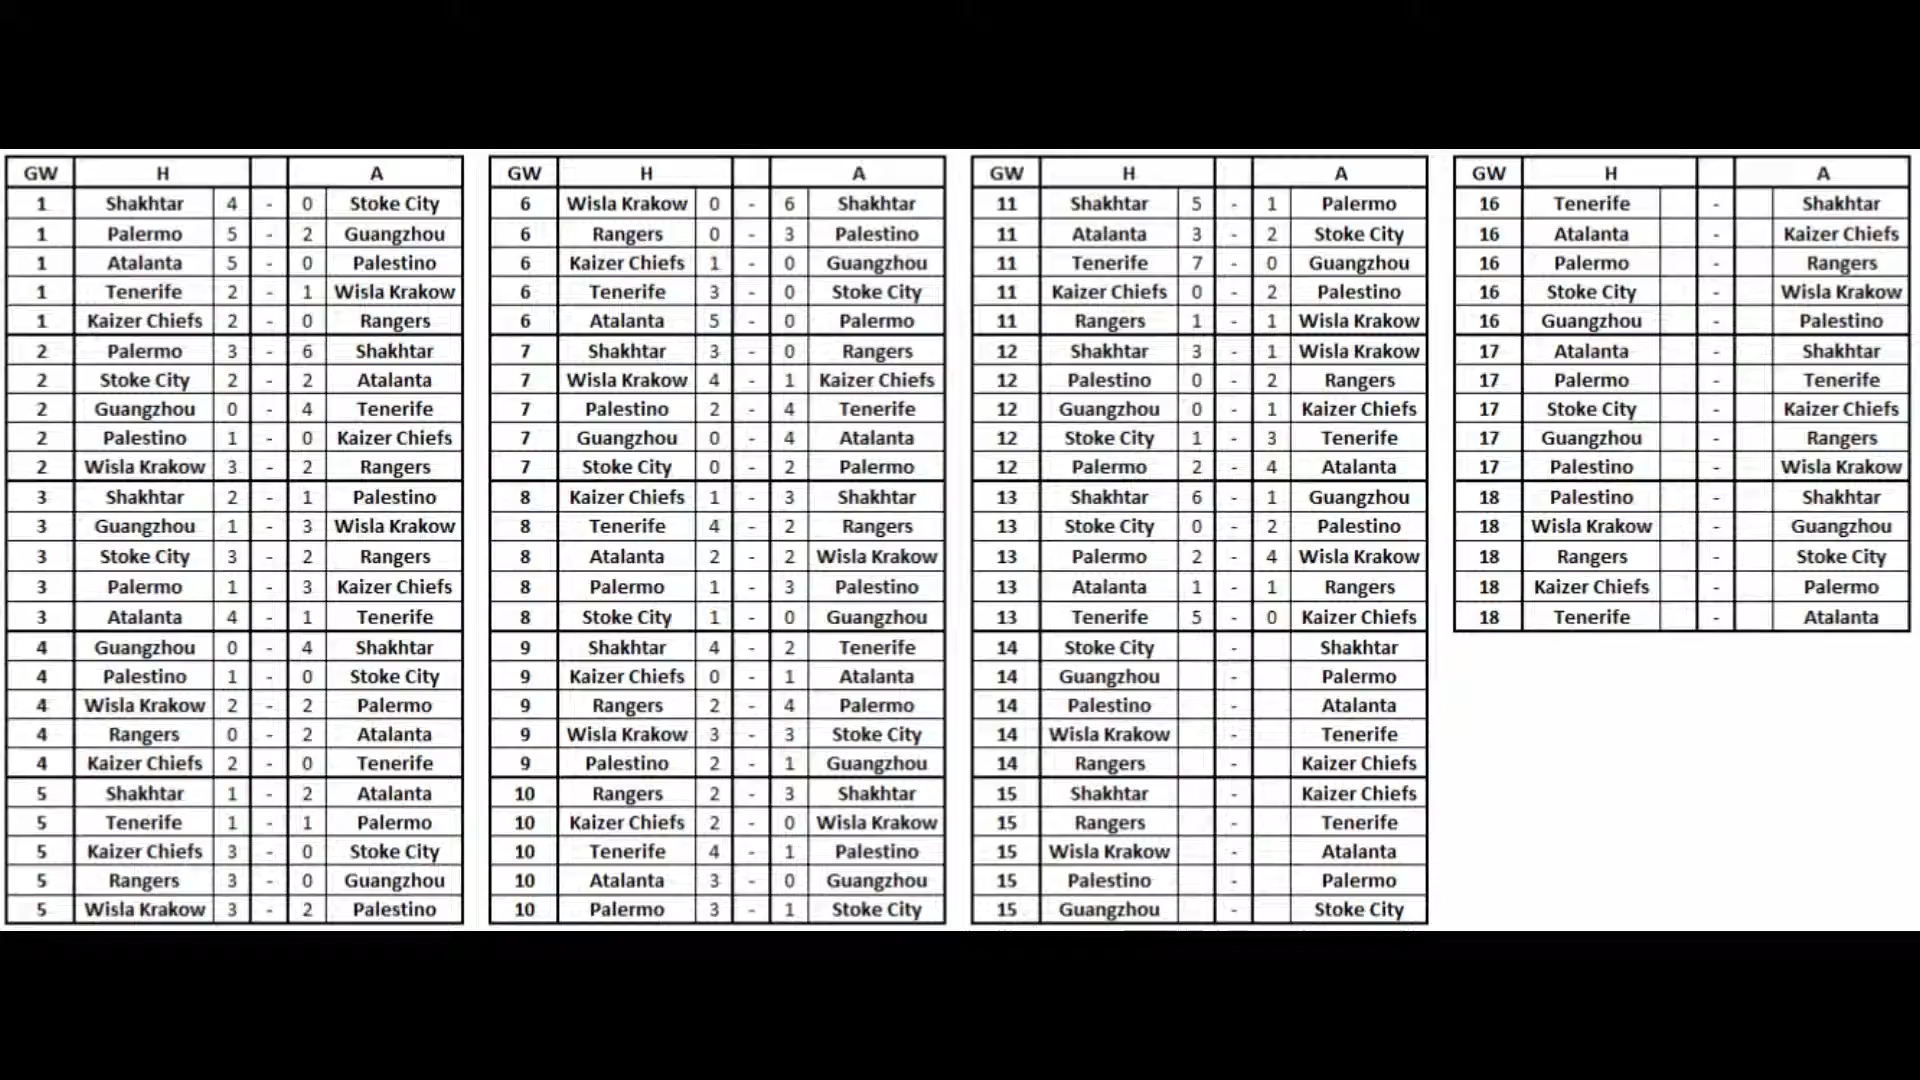 GW H A
1 Shakhtar 4 - 0 Stoke City
1 Palermo 5 - 2 Guangzhou
1 Atalanta 5 - 0 Palestino
1 Tenerife 2 - 1 Wisla Krakow
1 Kaizer Chiefs 2 - 0 Rangers
2 Palermo 3 - 6 Shakhtar
2 Stoke City 2 - 2 Atalanta
2 Guangzhou 0 - 4 Tenerife
2 Palestino 1 - 0 Kaizer Chiefs
2 Wisla Krakow 3 - 2 Rangers
3 Shakhtar 2 - 1 Palestino
3 Guangzhou 1 - 3 Wisla Krakow
3 Stoke City 3 - 2 Rangers
3 Palermo 1 - 3 Kaizer Chiefs
3 Atalanta 4 - 1 Tenerife
4 Guangzhou 0 - 4 Shakhtar
4 Palestino 1 - 0 Stoke City
4 Wisla Krakow 2 - 2 Palermo
4 Rangers 0 - 2 Atalanta
4 Kaizer Chiefs 2 - 0 Tenerife
5 Shakhtar 1 - 2 Atalanta
5 Tenerife 1 - 1 Palermo
5 Kaizer Chiefs 3 - 0 Stoke City
5 Rangers 3 - 0 Guangzhou
5 Wisla Krakow 3 - 2 Palestino
GW H A
6 Wisla Krakow 0 - 6 Shakhtar
6 Rangers 0 - 3 Palestino
6 Kaizer Chiefs 1 - 0 Guangzhou
6 Tenerife 3 - 0 Stoke City
6 Atalanta 5 - 0 Palermo
7 Shakhtar 3 - 0 Rangers
7 Wisla Krakow 4 - 1 Kaizer Chiefs
7 Palestino 2 - 4 Tenerife
7 Guangzhou 0 - 4 Atalanta
7 Stoke City 0 - 2 Palermo
8 Kaizer Chiefs 1 - 3 Shakhtar
8 Tenerife 4 - 2 Rangers
8 Atalanta 2 - 2 Wisla Krakow
8 Palermo 1 - 3 Palestino
8 Stoke City 1 - 0 Guangzhou
9 Shakhtar 4 - 2 Tenerife
9 Kaizer Chiefs 0 - 1 Atalanta
9 Rangers 2 - 4 Palermo
9 Wisla Krakow 3 - 3 Stoke City
9 Palestino 2 - 1 Guangzhou
10 Rangers 2 - 3 Shakhtar
10 Kaizer Chiefs 2 - 0 Wisla Krakow
10 Tenerife 4 - 1 Palestino
10 Atalanta 3 - 0 Guangzhou
10 Palermo 3 - 1 Stoke City
GW H A
11 Shakhtar 5 - 1 Palermo
11 Atalanta 3 - 2 Stoke City
11 Tenerife 7 - 0 Guangzhou
11 Kaizer Chiefs 0 - 2 Palestino
11 Rangers 1 - 1 Wisla Krakow
12 Shakhtar 3 - 1 Wisla Krakow
12 Palestino 0 - 2 Rangers
12 Guangzhou 0 - 1 Kaizer Chiefs
12 Stoke City 1 - 3 Tenerife
12 Palermo 2 - 4 Atalanta
13 Shakhtar 6 - 1 Guangzhou
13 Stoke City 0 - 2 Palestino
13 Palermo 2 - 4 Wisla Krakow
13 Atalanta 1 - 1 Rangers
13 Tenerife 5 - 0 Kaizer Chiefs
14 Stoke City - Shakhtar
14 Guangzhou - Palermo
14 Palestino - Atalanta
14 Wisla Krakow - Tenerife
14 Rangers - Kaizer Chiefs
15 Shakhtar - Kaizer Chiefs
15 Rangers - Tenerife
15 Wisla Krakow - Atalanta
15 Palestino - Palermo
15 Guangzhou - Stoke City
GW H - A
16 Tenerife - Shakhtar
16 Atalanta - Kaizer Chiefs
16 Palermo - Rangers
16 Stoke City - Wisla Krakow
16 Guangzhou - Palestino
17 Atalanta - Shakhtar
17 Palermo - Tenerife
17 Stoke City - Kaizer Chiefs
17 Guangzhou - Rangers
17 Palestino - Wisla Krakow
18 Palestino - Shakhtar
18 Wisla Krakow - Guangzhou
18 Rangers - Stoke City
18 Kaizer Chiefs - Palermo
18 Tenerife - Atalanta